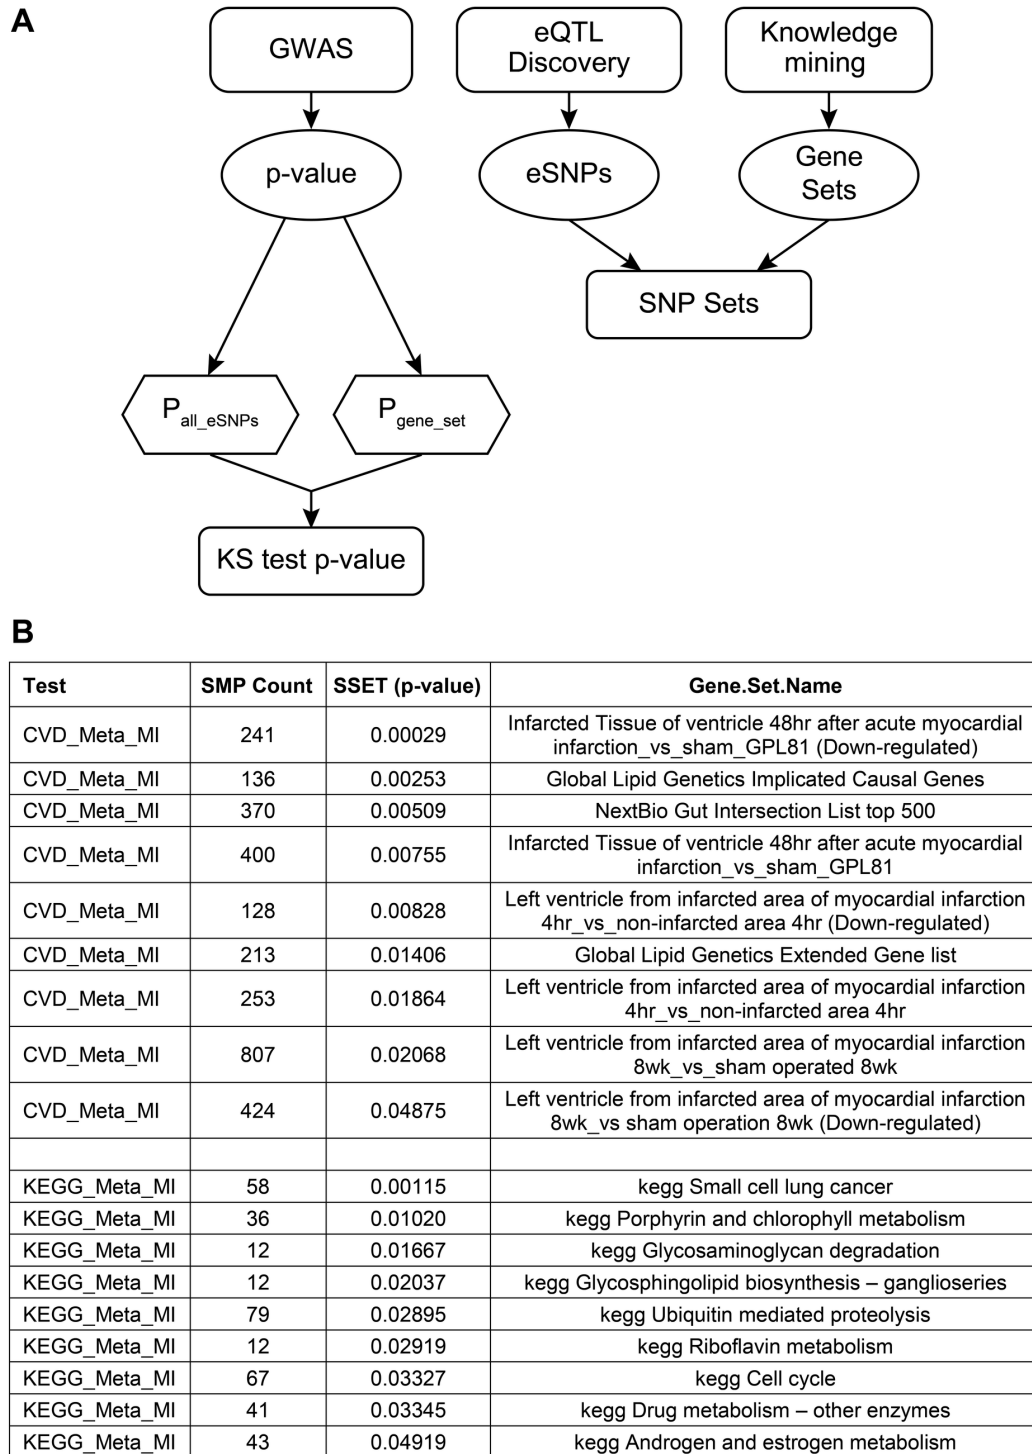 A
GWAS
eQTL
Discovery
Knowledge
mining
p-value
eSNPs
Gene
Sets
SNP Sets
P all_eSNPs
P gene_set
KS test p-value
B
Test SMP Count SSET (p-value) Gene.Set.Name
CVD_Meta_MI 241 0.00029 Infarcted Tissue of ventricle 48hr after acute myocardial
infarction_vs_sham_GPL81 (Down-regulated)
CVD_Meta_MI 136 0.00253 Global Lipid Genetics Implicated Causal Genes
CVD_Meta_MI 370 0.00509 NextBio Gut Intersection List top 500
CVD_Meta_MI 400 0.00755 Infarcted Tissue of ventricle 48hr after acute myocardial
infarction_vs_sham_GPL81
CVD_Meta_MI 128 0.00828 Left ventricle from infarcted area of myocardial infarction
4hr_vs_non-infarcted area 4hr (Down-regulated)
CVD_Meta_MI 213 0.01406 Global Lipid Genetics Extended Gene list
CVD_Meta_MI 253 0.01864 Left ventricle from infarcted area of myocardial infarction
4hr_vs_non-infarcted area 4hr
CVD_Meta_MI 807 0.02068 Left ventricle from infarcted area of myocardial infarction
8wk_vs_sham operated 8wk
CVD_Meta_MI 424 0.04875 Left ventricle from infarcted area of myocardial infarction
8wk_vs sham operation 8wk (Down-regulated)
KEGG_Meta_MI 58 0.00115 kegg Small cell lung cancer
KEGG_Meta_MI 36 0.01020 kegg Porphyrin and chlorophyll metabolism
KEGG_Meta_MI 12 0.01667 kegg Glycosaminoglycan degradation
KEGG_Meta_MI 12 0.02037 kegg Glycosphingolipid biosynthesis – ganglioseries
KEGG_Meta_MI 79 0.02895 kegg Ubiquitin mediated proteolysis
KEGG_Meta_MI 12 0.02919 kegg Riboflavin metabolism
KEGG_Meta_MI 67 0.03327 kegg Cell cycle
KEGG_Meta_MI 41 0.03345 kegg Drug metabolism – other enzymes
KEGG_Meta_MI 43 0.04919 kegg Androgen and estrogen metabolism